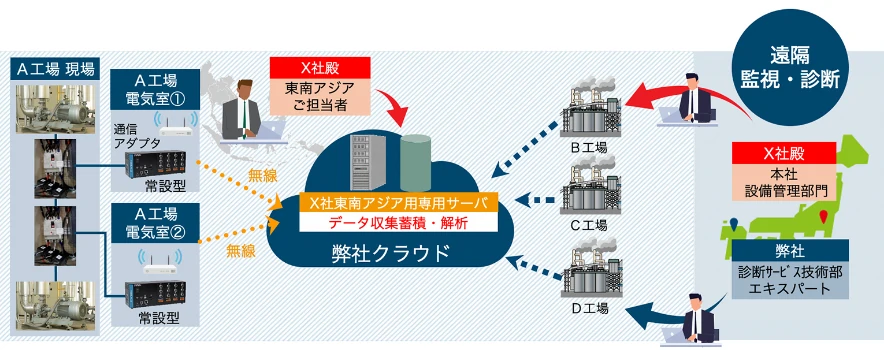 A工場 現場
A工場
電気室①
通信
アダプタ
常設型
無線
A工場
電気室②
無線
常設型
X社殿
東南アジア
ご担当者
X社東南アジア用専用サーバ
データ収集蓄積・解析
弊社クラウド
B工場
C工場
D工場
遠隔
監視・診断
X社殿
本社
設備管理部門
弊社
診断ｻｰﾋﾞｽ技術部
エキスパート